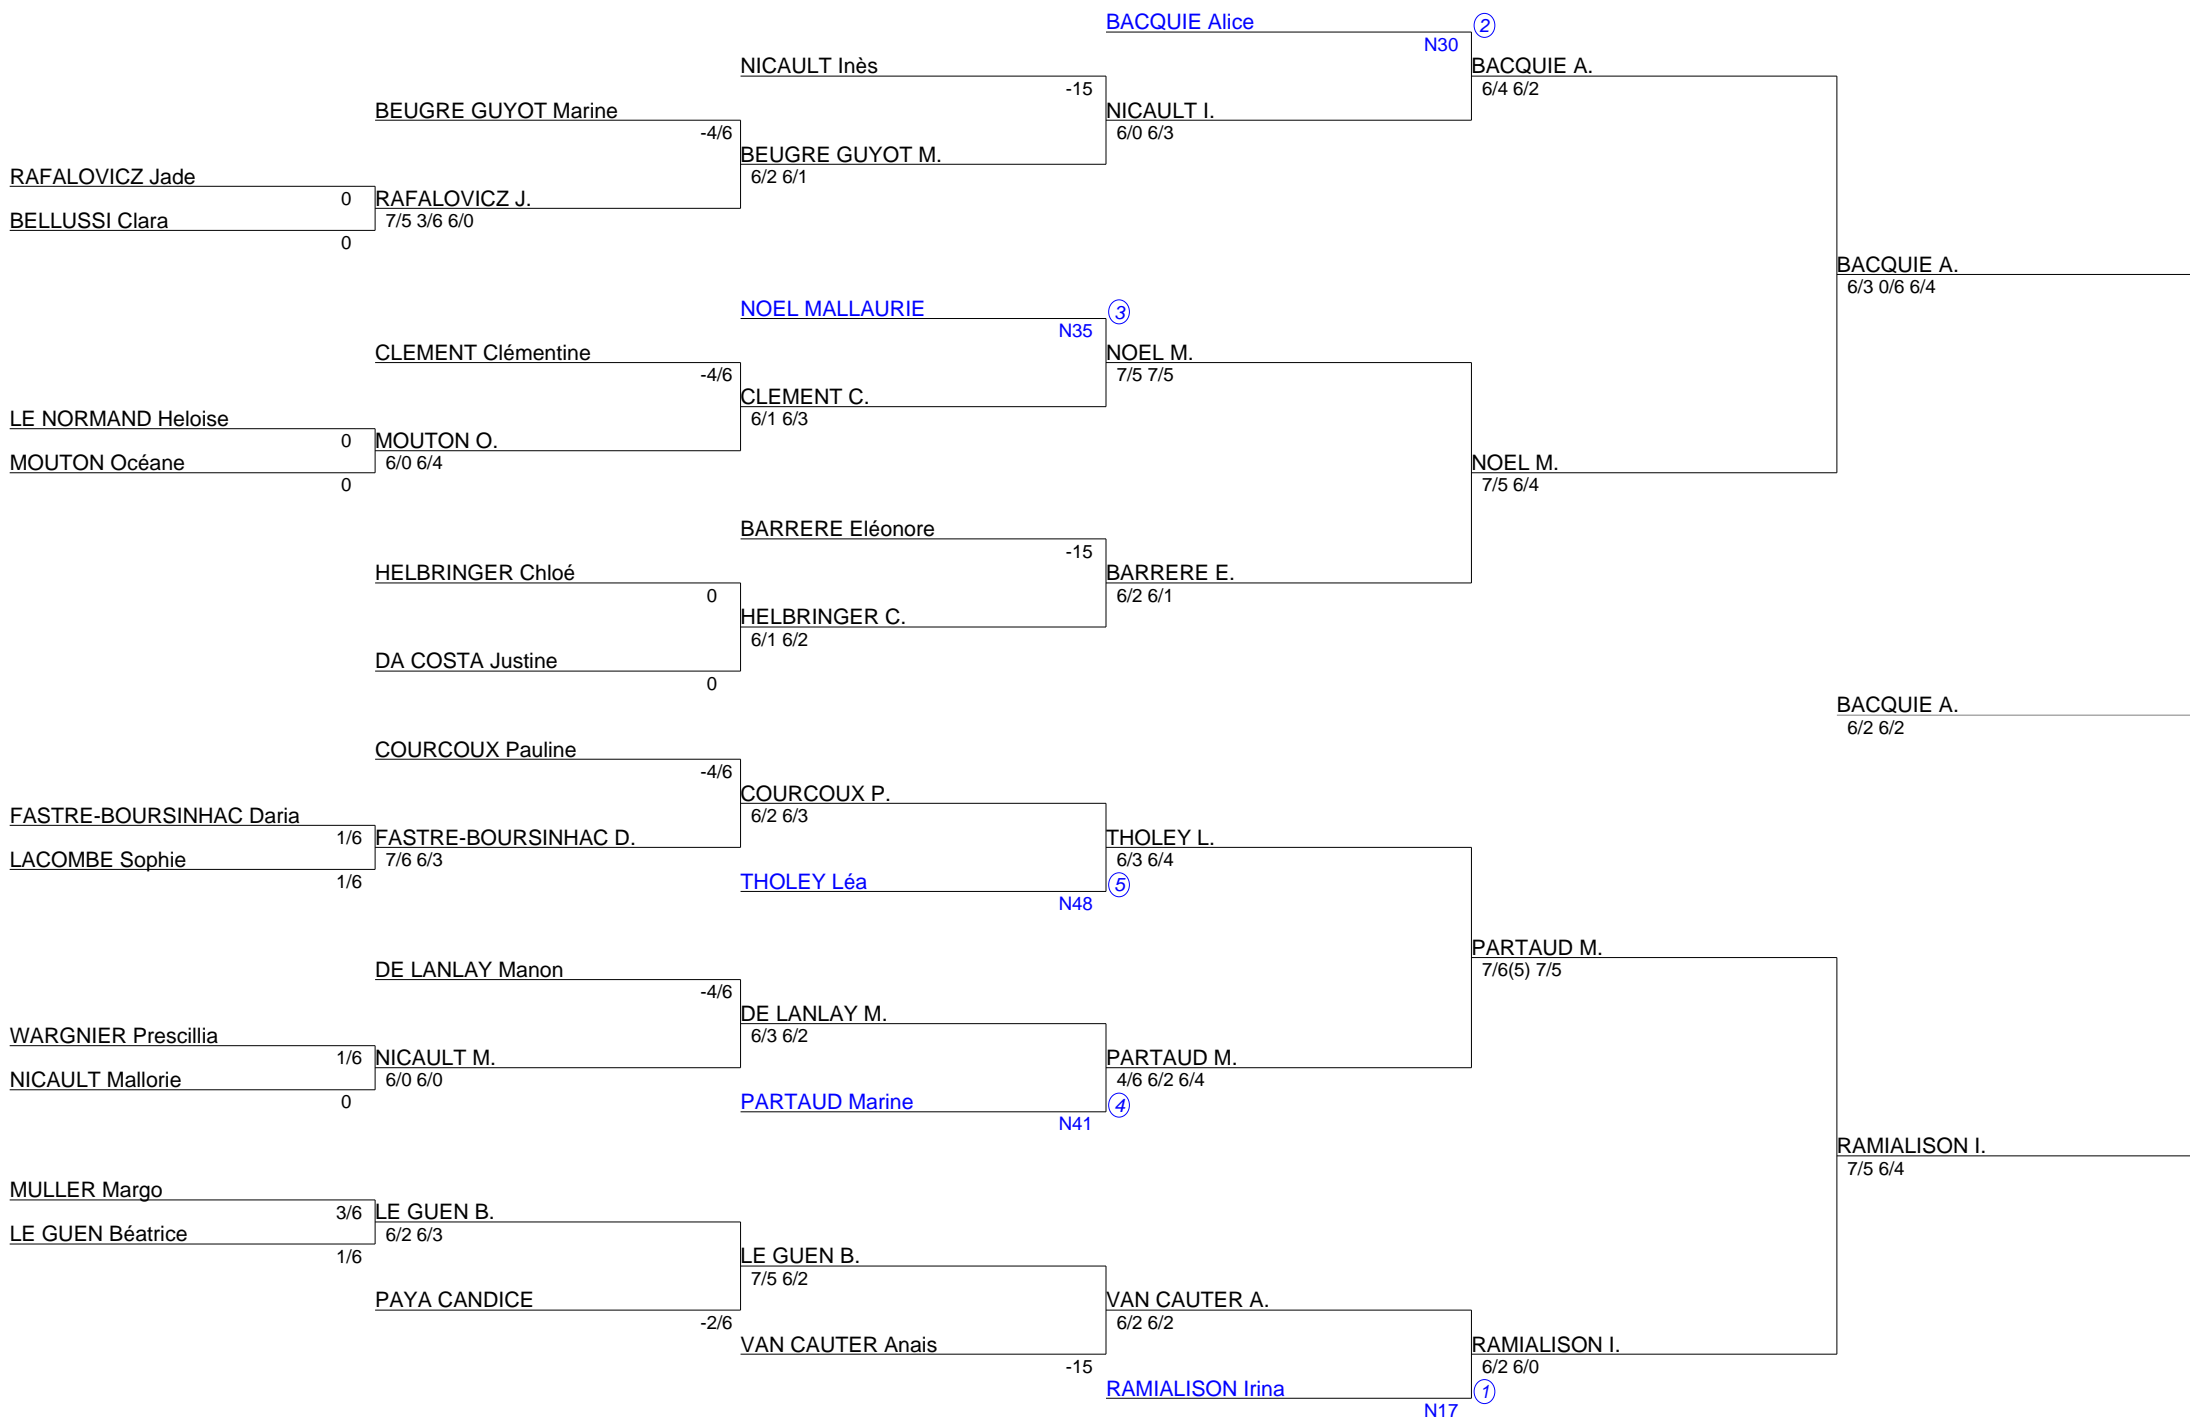 BACQUIE Alice
2
N30
NICAULT Inès
BACQUIE A.
-15
6/4 6/2
BEUGRE GUYOT Marine
NICAULT I.
-4/6
6/0 6/3
BEUGRE GUYOT M.
RAFALOVICZ Jade
6/2 6/1
0
RAFALOVICZ J.
BELLUSSI Clara
7/5 3/6 6/0
0
BACQUIE A.
6/3 0/6 6/4
NOEL MALLAURIE
3
N35
CLEMENT Clémentine
NOEL M.
-4/6
7/5 7/5
CLEMENT C.
LE NORMAND Heloise
6/1 6/3
0
MOUTON O.
MOUTON Océane
6/0 6/4
NOEL M.
0
7/5 6/4
BARRERE Eléonore
-15
HELBRINGER Chloé
BARRERE E.
0
6/2 6/1
HELBRINGER C.
6/1 6/2
DA COSTA Justine
0
BACQUIE A.
6/2 6/2
COURCOUX Pauline
-4/6
COURCOUX P.
FASTRE-BOURSINHAC Daria
6/2 6/3
1/6
FASTRE-BOURSINHAC D.
THOLEY L.
LACOMBE Sophie
7/6 6/3
6/3 6/4
1/6
THOLEY Léa
5
N48
PARTAUD M.
DE LANLAY Manon
7/6(5) 7/5
-4/6
DE LANLAY M.
WARGNIER Prescillia
6/3 6/2
1/6
NICAULT M.
PARTAUD M.
NICAULT Mallorie
6/0 6/0
4/6 6/2 6/4
0
PARTAUD Marine
4
N41
RAMIALISON I.
7/5 6/4
MULLER Margo
3/6
LE GUEN B.
LE GUEN Béatrice
6/2 6/3
1/6
LE GUEN B.
7/5 6/2
PAYA CANDICE
VAN CAUTER A.
-2/6
6/2 6/2
VAN CAUTER Anais
RAMIALISON I.
-15
6/2 6/0
RAMIALISON Irina
1
N17